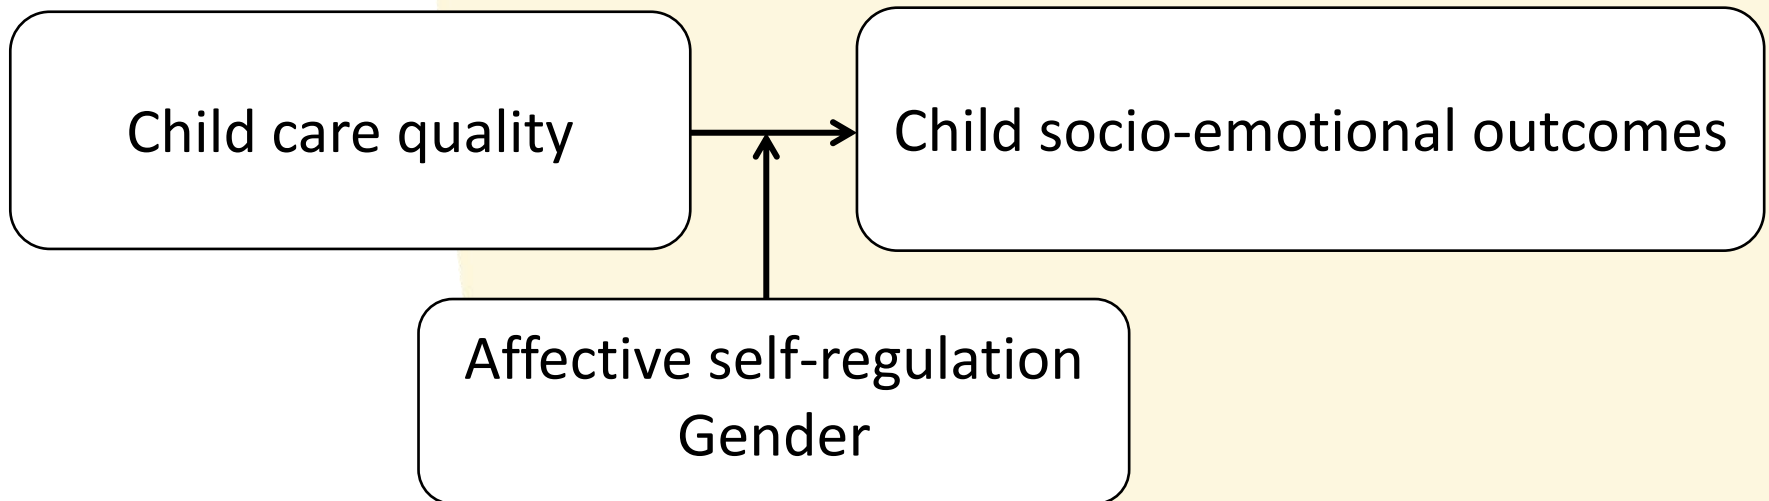 Child care quality
Child socio-emotional outcomes
Affective self-regulation
Gender